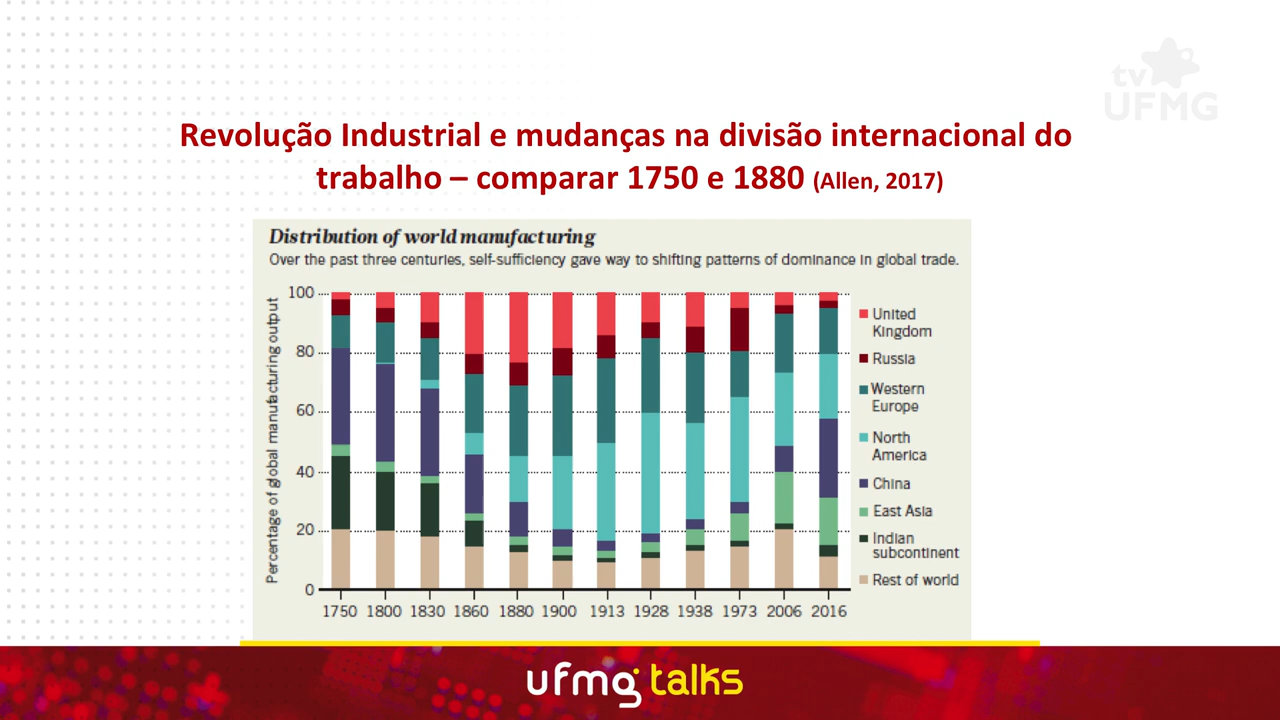 tv
UFMG
Revolução Industrial e mudanças na divisão internacional do
trabalho – comparar 1750 e 1880 (Allen, 2017)
Distribution of world manufacturing
Over the past three centuries, self-sufficiency gave way to shifting patterns of dominance in global trade.
Percentage of global manufacturing output
100
80
60
40
20
0
1750 1800 1830 1860 1880 1900 1913 1928 1938 1973 2006 2016
United
Kingdom
Russia
Western
Europe
North
America
China
East Asia
Indian
subcontinent
Rest of world
ufmg talks